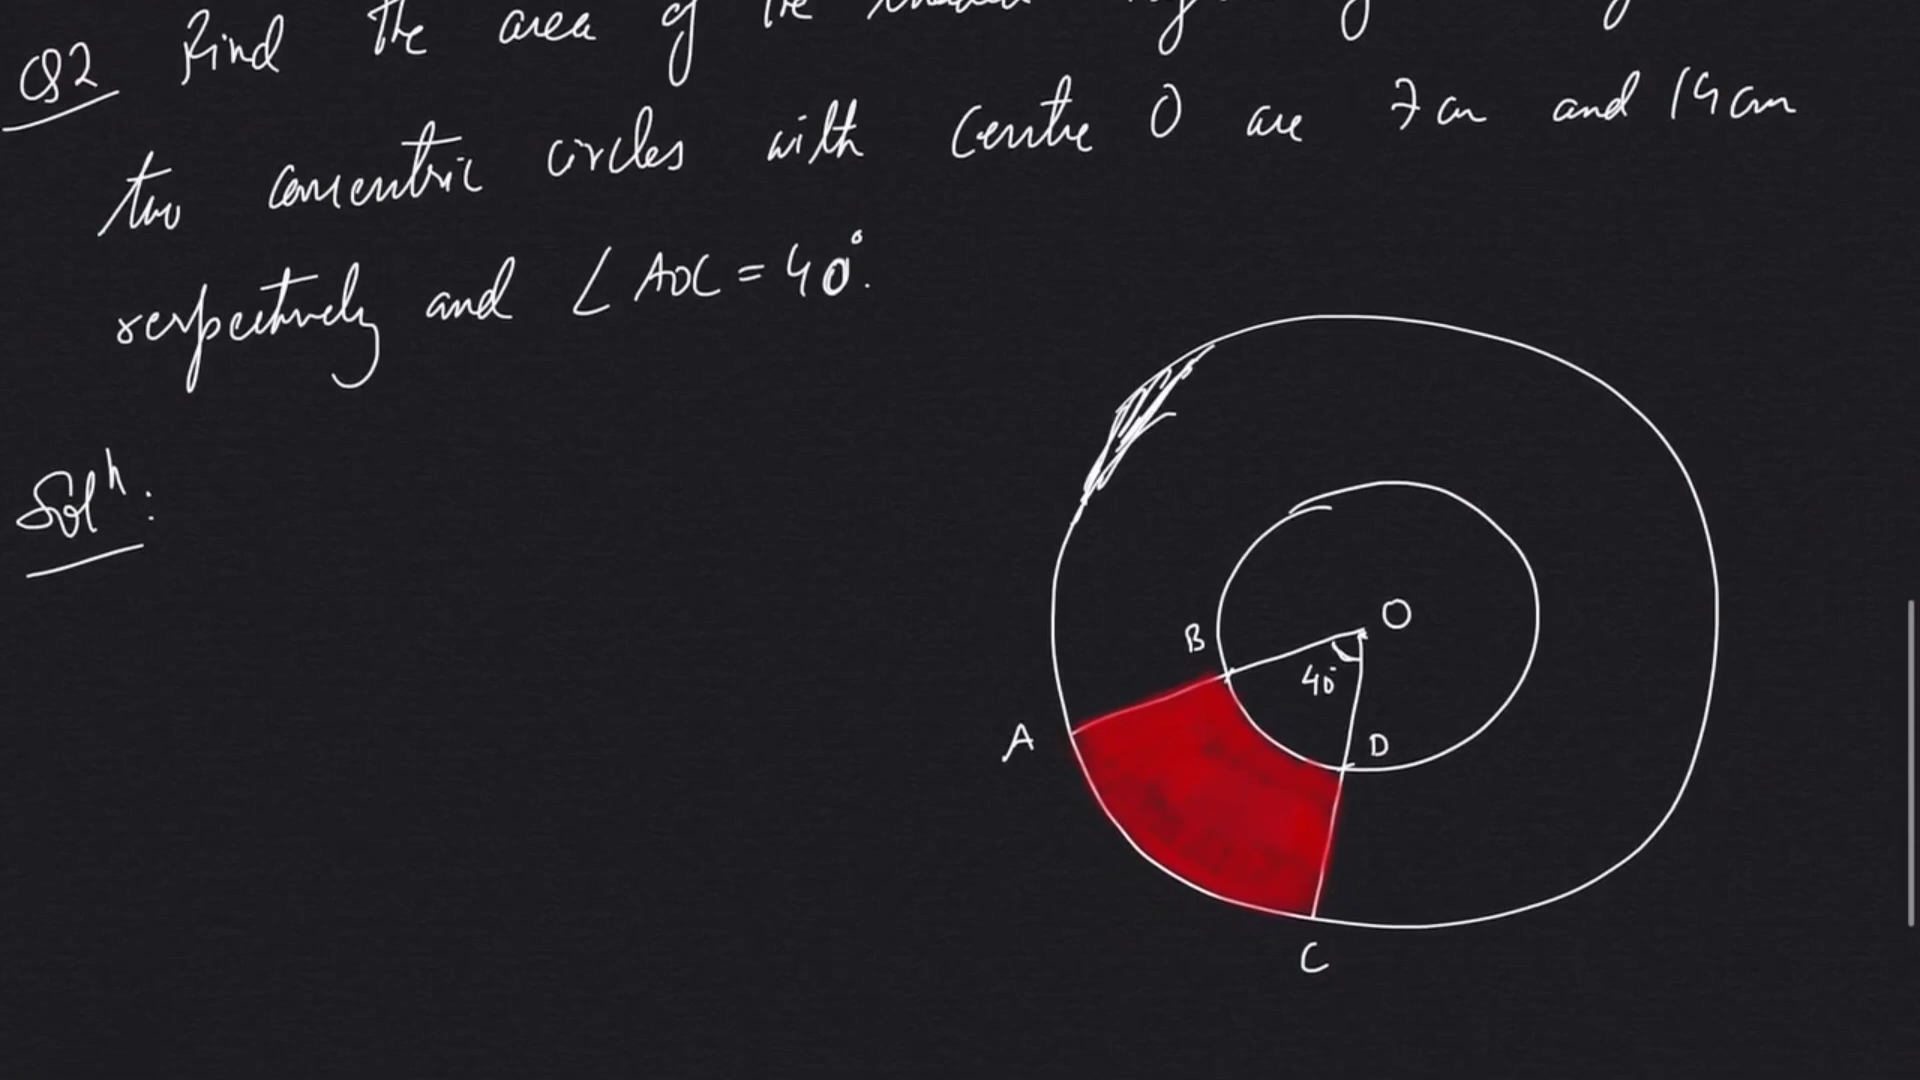 Q2 Find the area of the
two concentric circles with Centre O are 7 cm and 14 cm
respectively and ∠ AOC = 40°.
Solⁿ:
O
B
40°
A
D
C